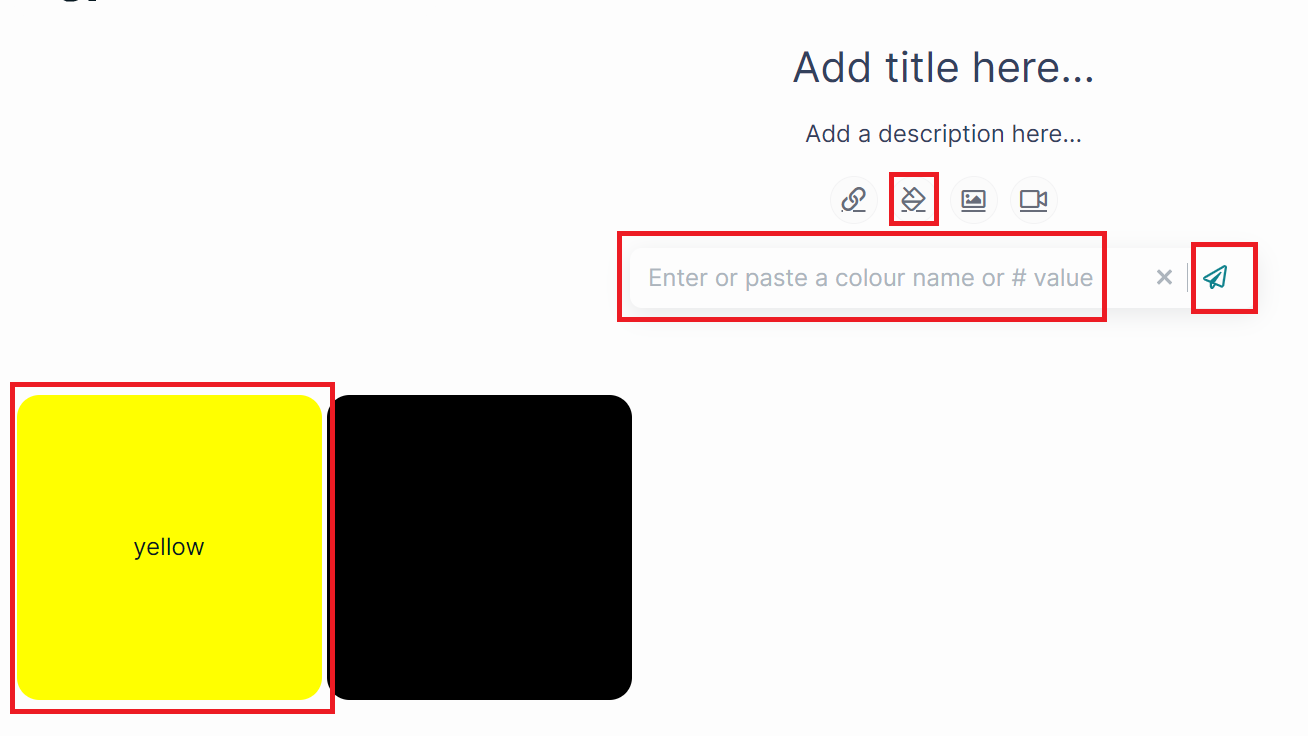 Add title here...
Add a description here...
Enter or paste a colour name or # value
yellow